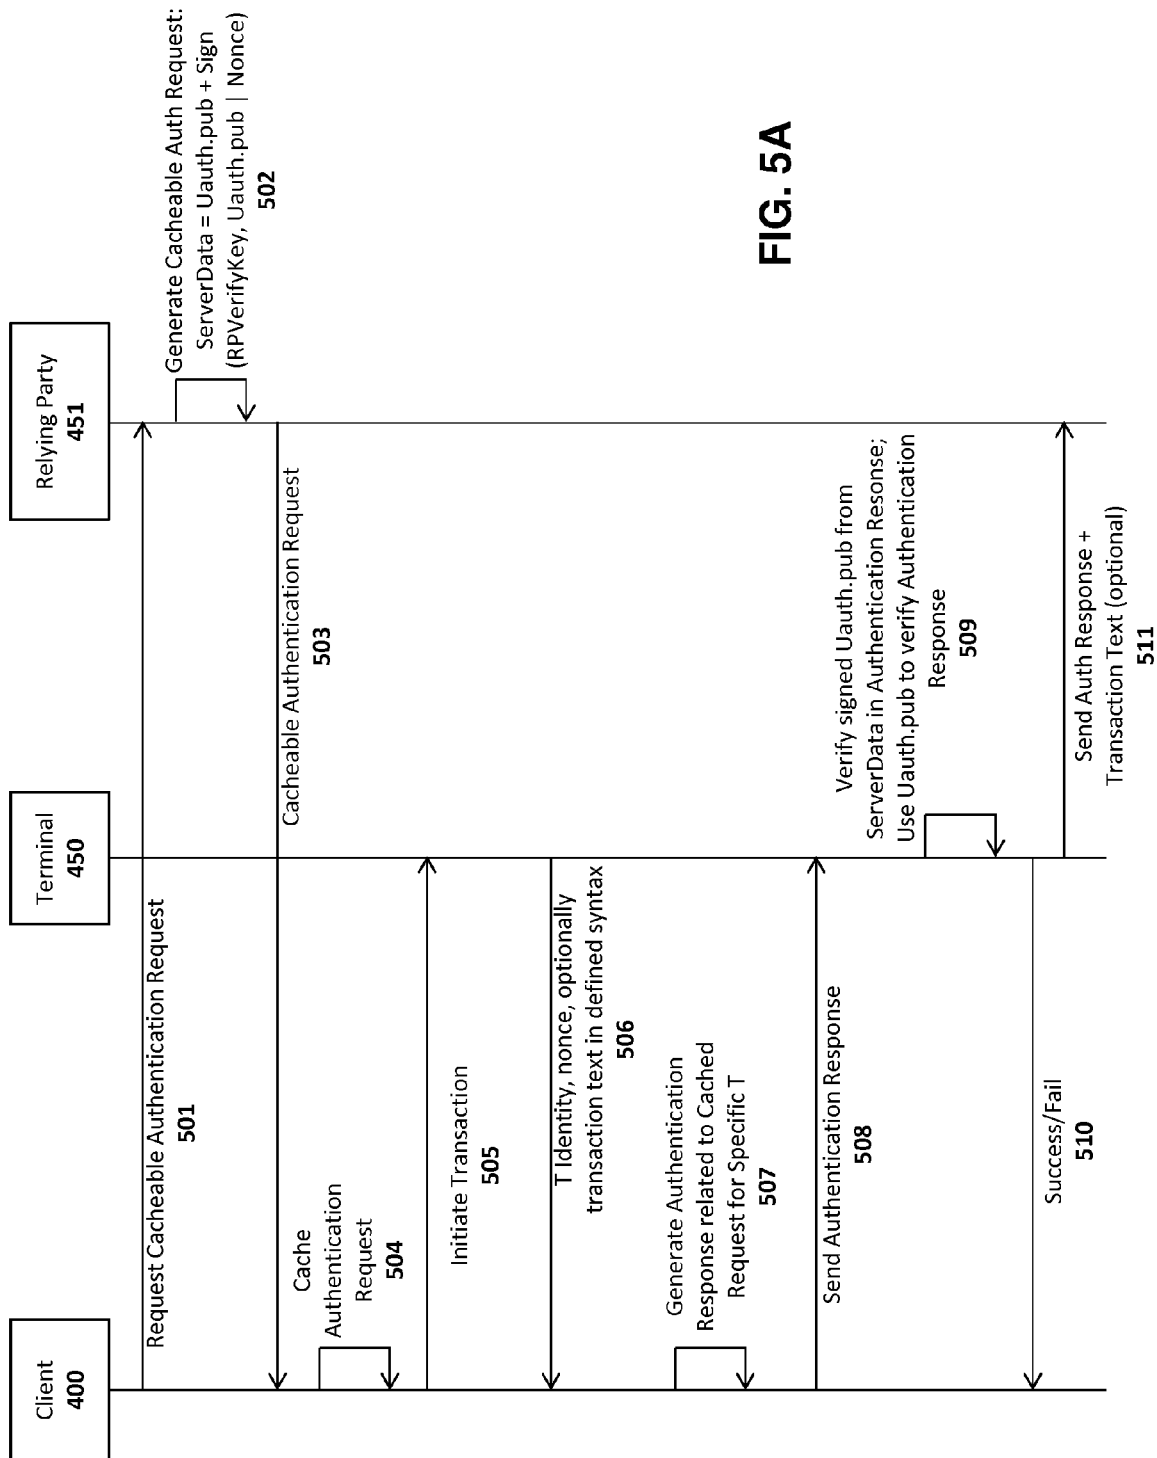 Client
400
Terminal
450
Relying Party
451
Request Cacheable Authentication Request
501
Generate Cacheable Auth Request:
ServerData = Uauth.pub + Sign
(RPVerifyKey, Uauth.pub | Nonce)
502
Cacheable Authentication Request
503
Cache
Authentication
Request
504
Initiate Transaction
505
T Identity, nonce, optionally
transaction text in defined syntax
506
Generate Authentication
Response related to Cached
Request for Specific T
507
Send Authentication Response
508
Verify signed Uauth.pub from
ServerData in Authentication Resonse;
Use Uauth.pub to verify Authentication
Response
509
Success/Fail
510
Send Auth Response +
Transaction Text (optional)
511
FIG. 5A